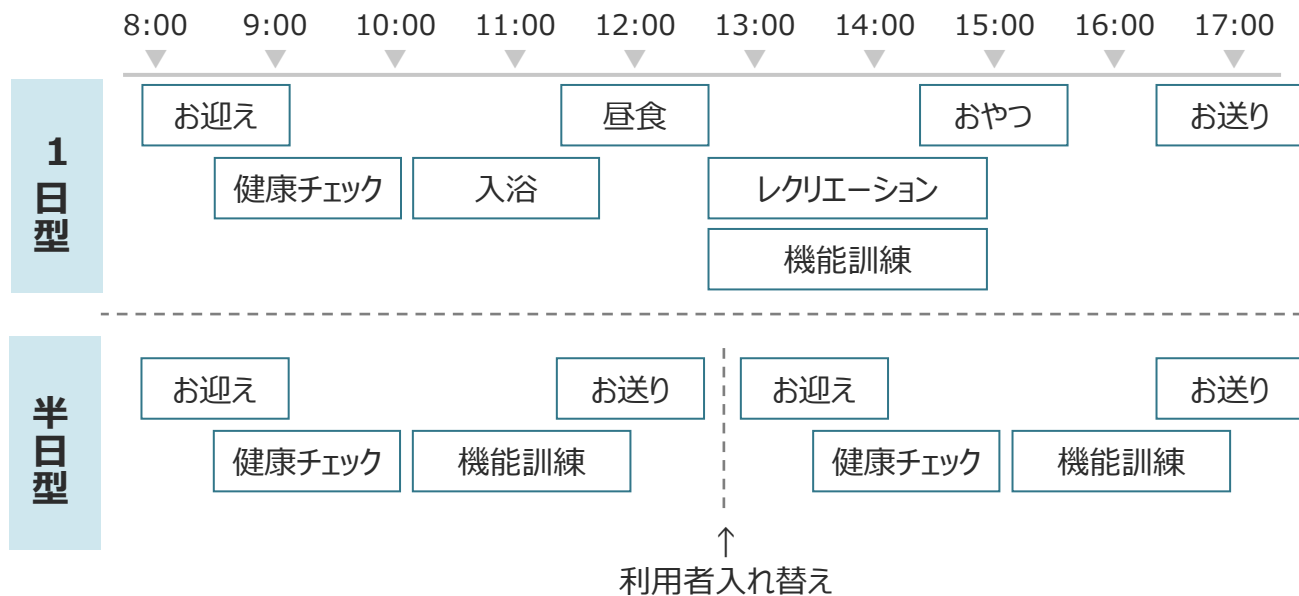 8:00 9:00 10:00 11:00 12:00 13:00 14:00 15:00 16:00 17:00
1日型
お迎え 昼食 おやつ お送り
健康チェック 入浴 レクリエーション
機能訓練
半日型
お迎え お送り お迎え お送り
健康チェック 機能訓練 健康チェック 機能訓練
↑
利用者入れ替え